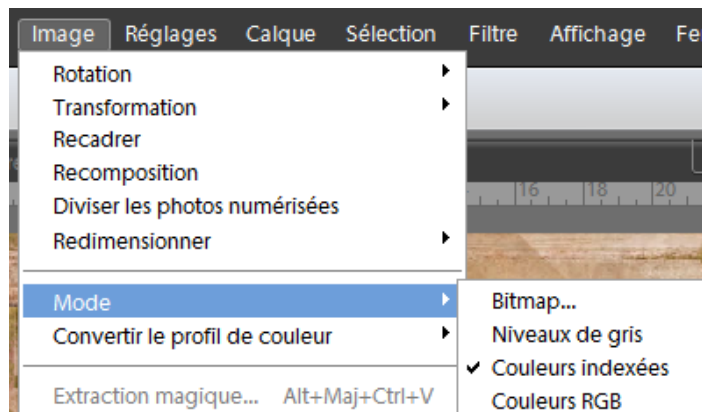 Image Réglages Calque Sélection Filtre Affichage
Rotation
Transformation
Recadrer
Recomposition
Diviser les photos numérisées
Redimensionner
16 18 20
Mode
Bitmap...
Convertir le profil de couleur
Niveaux de gris
Couleurs indexées
Extraction magique... Alt+Maj+Ctrl+V
Couleurs RGB